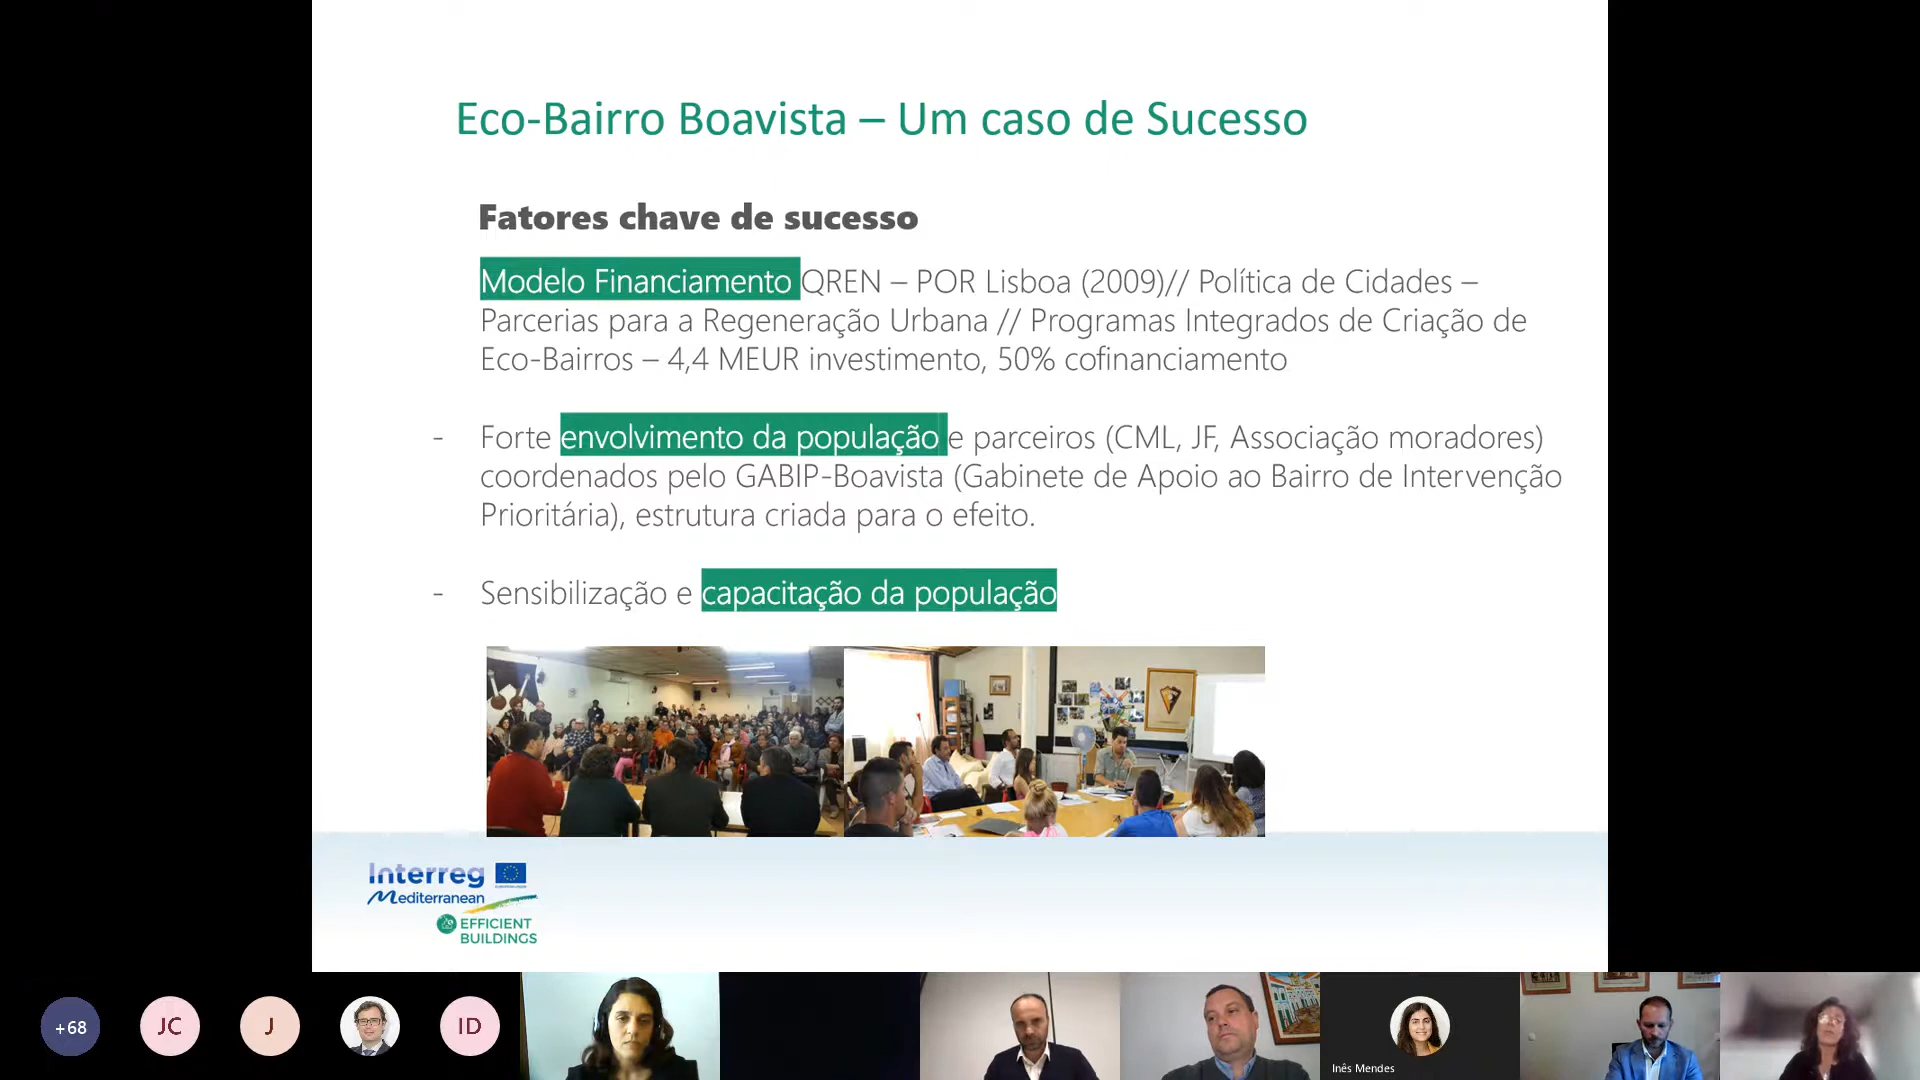 Eco-Bairro Boavista – Um caso de Sucesso
Fatores chave de sucesso
Modelo Financiamento QREN – POR Lisboa (2009)// Política de Cidades –
Parcerias para a Regeneração Urbana // Programas Integrados de Criação de
Eco-Bairros – 4,4 MEUR investimento, 50% cofinanciamento
- Forte envolvimento da população e parceiros (CML, JF, Associação moradores)
coordenados pelo GABIP-Boavista (Gabinete de Apoio ao Bairro de Intervenção
Prioritária), estrutura criada para o efeito.
- Sensibilização e capacitação da população
Interreg
Mediterranean
EFFICIENT
BUILDINGS
+68
JC
J
ID
Inês Mendes